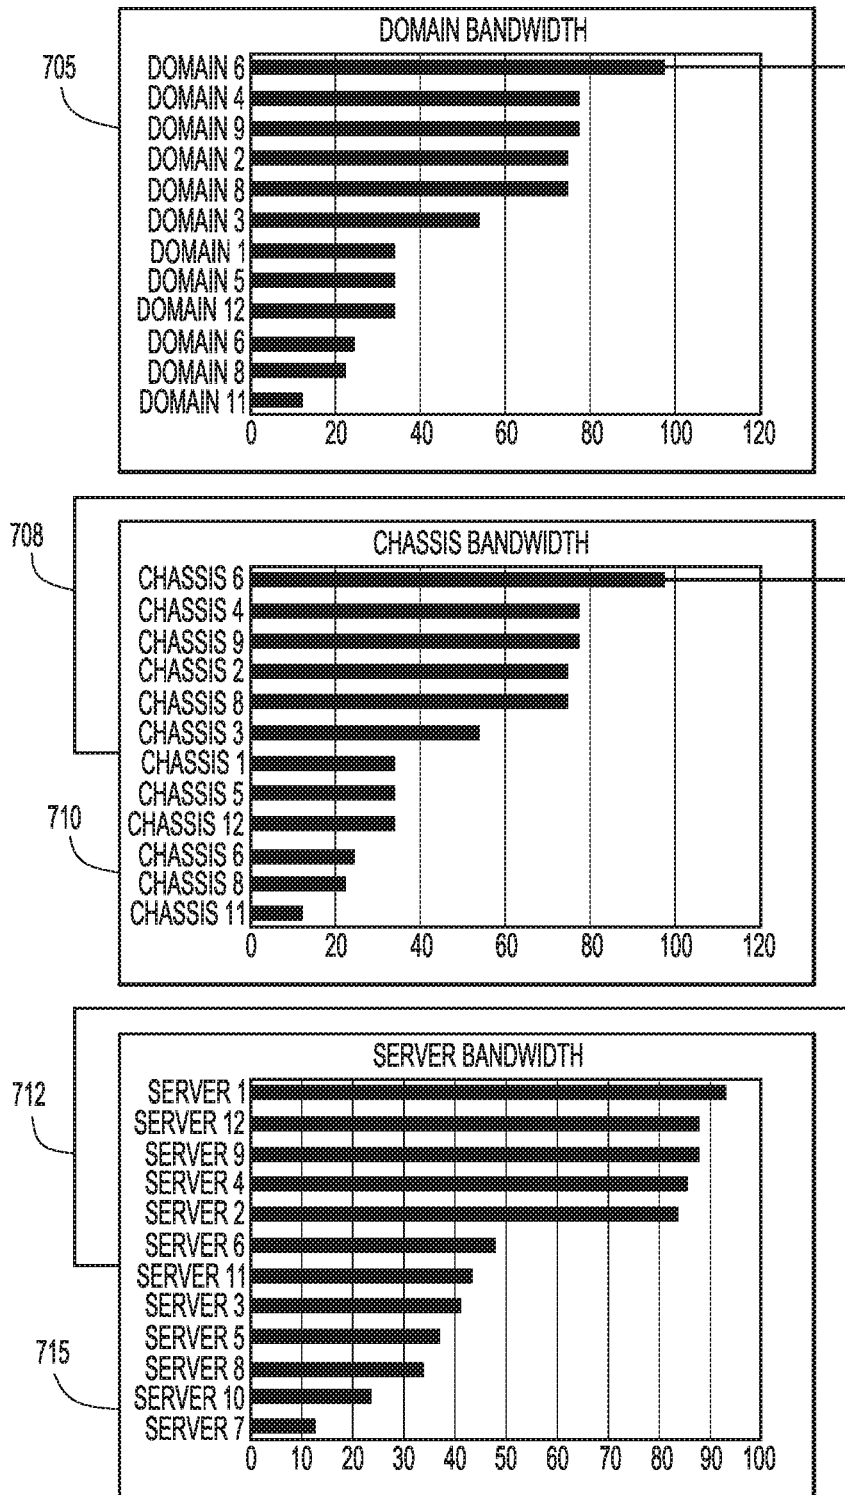 DOMAIN BANDWIDTH
705
DOMAIN 6
DOMAIN 4
DOMAIN 9
DOMAIN 2
DOMAIN 8
DOMAIN 3
DOMAIN 1
DOMAIN 5
DOMAIN 12
DOMAIN 6
DOMAIN 8
DOMAIN 11
0 20 40 60 80 100 120
708
CHASSIS BANDWIDTH
CHASSIS 6
CHASSIS 4
CHASSIS 9
CHASSIS 2
CHASSIS 8
CHASSIS 3
CHASSIS 1
CHASSIS 5
710
CHASSIS 12
CHASSIS 6
CHASSIS 8
CHASSIS 11
0 20 40 60 80 100 120
SERVER BANDWIDTH
712
SERVER 1
SERVER 12
SERVER 9
SERVER 4
SERVER 2
SERVER 6
SERVER 11
SERVER 3
SERVER 5
715
SERVER 8
SERVER 10
SERVER 7
0 10 20 30 40 50 60 70 80 90 100